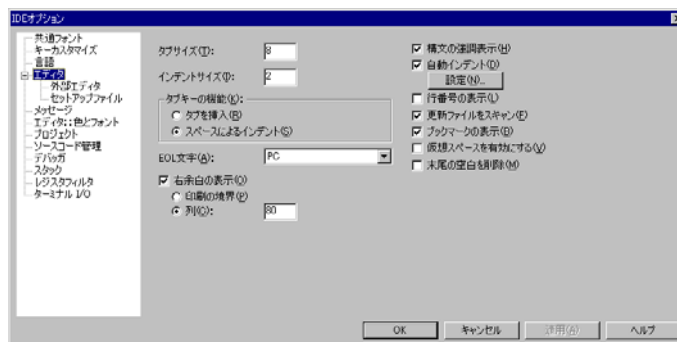 IDEオプション
共通フォント
キーカスタマイズ
言語
エディタ
外部エディタ
セットアップファイル
メッセージ
エディタ::色とフォント
プロジェクト
ソースコード管理
デバッガ
スタック
レジスタフィルタ
ターミナル I/O
タブサイズ(T): 8
インデントサイズ(I): 2
タブキーの機能(K):
タブを挿入(B)
スペースによるインデント(S)
EOL文字(A): PC
右余白の表示(O)
印刷の境界(P)
列(C): 80
構文の強調表示(H)
自動インデント(D)
設定(N)...
行番号の表示(L)
更新ファイルをスキャン(F)
ブックマークの表示(B)
仮想スペースを有効にする(V)
末尾の空白を削除(M)
OK キャンセル 適用(A) ヘルプ